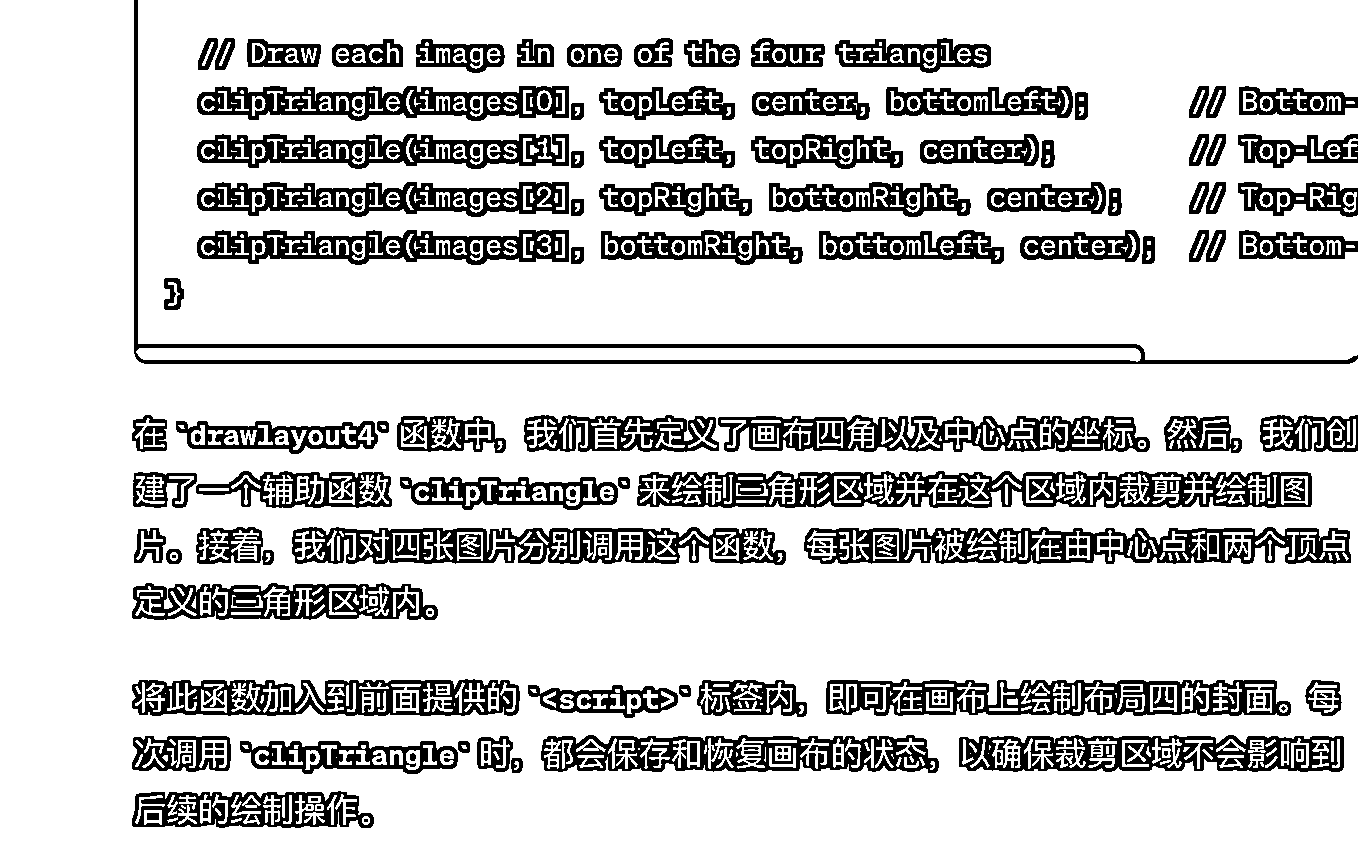 // Draw each image in one of the four triangles
clipTriangle(images[0], topLeft, center, bottomLeft); // Bottom-
clipTriangle(images[1], topLeft, topRight, center); // Top-Lef
clipTriangle(images[2], topRight, bottomRight, center); // Top-Rig
clipTriangle(images[3], bottomRight, bottomLeft, center); // Bottom-
}
在 `drawlayout4` 函数中，我们首先定义了画布四角以及中心点的坐标。然后，我们创
建了一个辅助函数 `clipTriangle` 来绘制三角形区域并在这个区域内裁剪并绘制图
片。接着，我们对四张图片分别调用这个函数，每张图片被绘制在由中心点和两个顶点
定义的三角形区域内。
将此函数加入到前面提供的 `<script>` 标签内，即可在画布上绘制布局四的封面。每
次调用 `clipTriangle` 时，都会保存和恢复画布的状态，以确保裁剪区域不会影响到
后续的绘制操作。